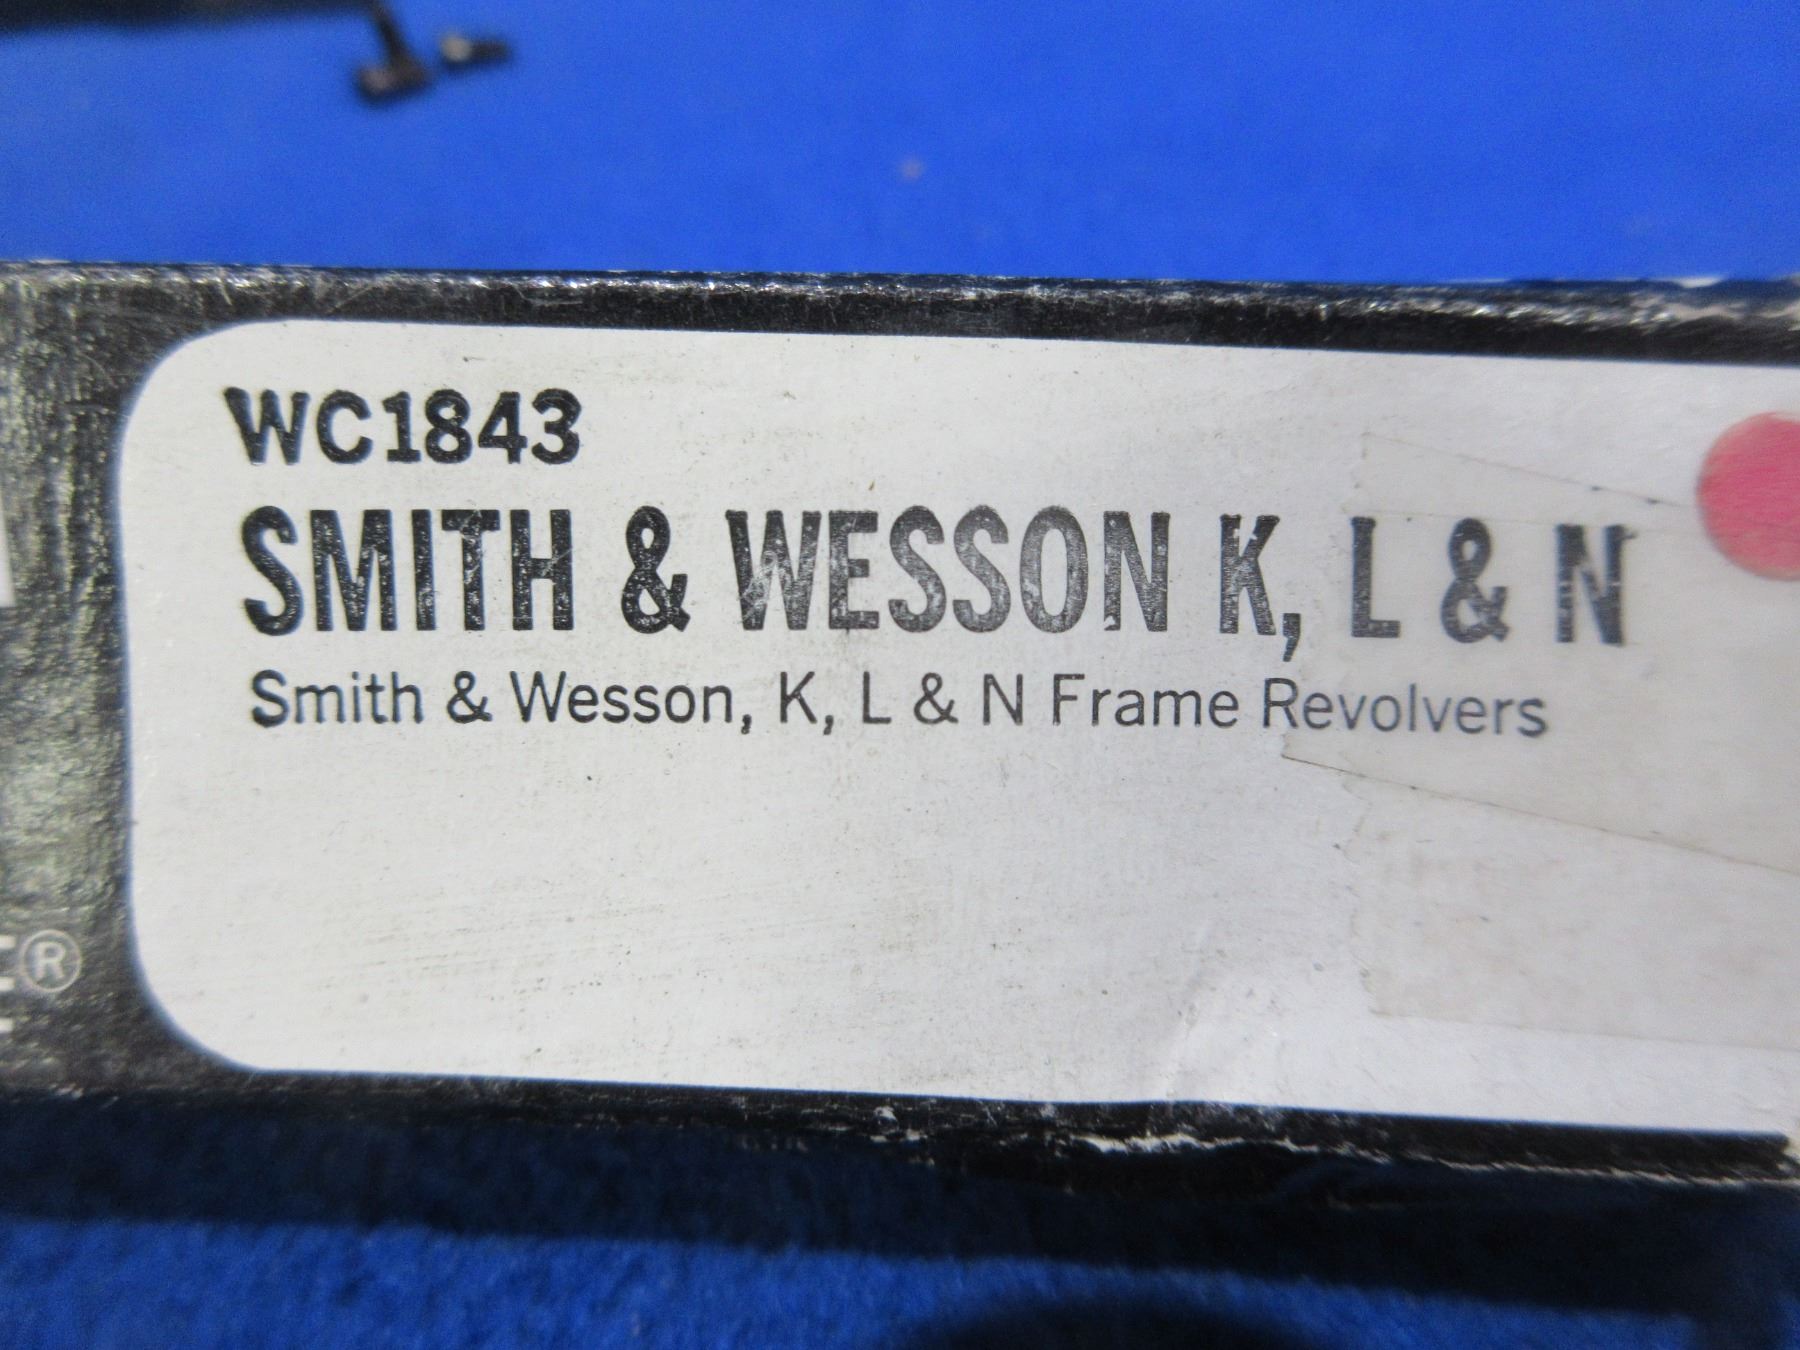 WC1843
SMITH & WESSON K, L & N
Smith & Wesson, K, L & N Frame Revolvers
®